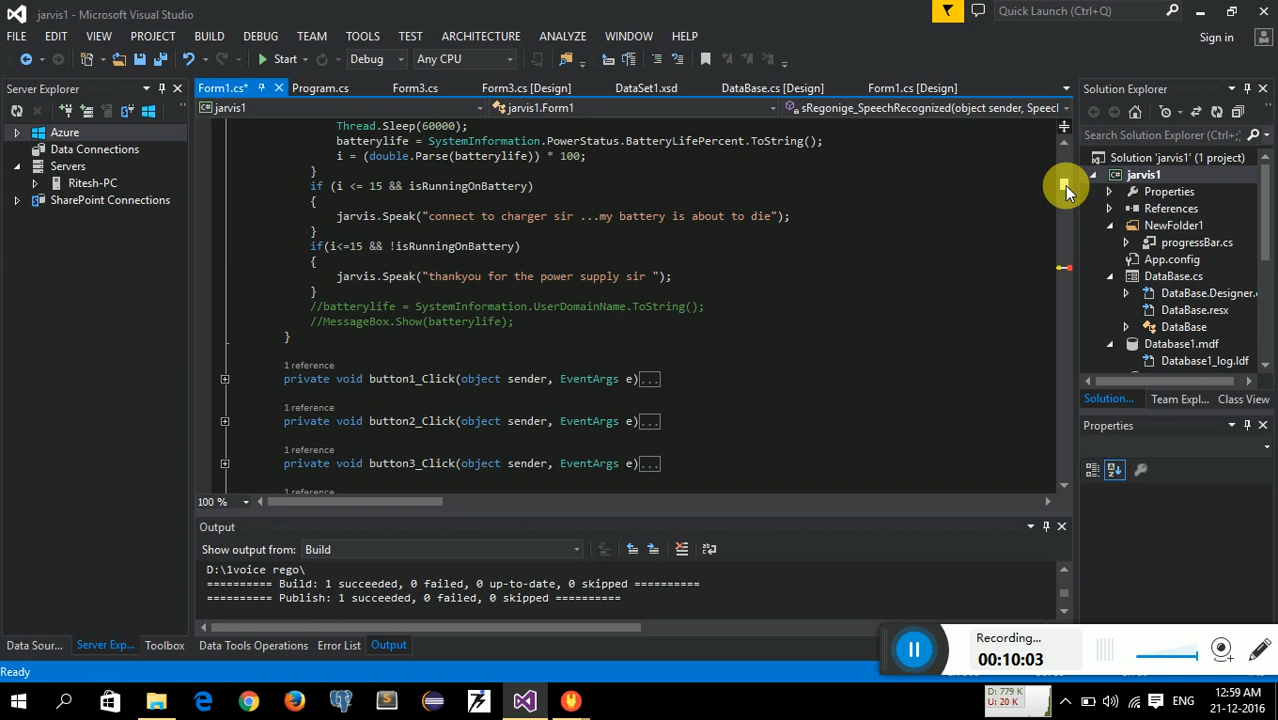 jarvis1 - Microsoft Visual Studio
Quick Launch (Ctrl+Q)
FILE EDIT VIEW PROJECT BUILD DEBUG TEAM TOOLS TEST ARCHITECTURE ANALYZE WINDOW HELP
Sign in
Start Debug Any CPU
Server Explorer
Azure
Data Connections
Servers
Ritesh-PC
SharePoint Connections
Form1.cs* Program.cs Form3.cs Form3.cs [Design] DataSet1.xsd DataBase.cs [Design] Form1.cs [Design]
jarvis1 jarvis1.Form1 sRegonige_SpeechRecognized(object sender, Speecl
Thread.Sleep(60000);
batterylife = SystemInformation.PowerStatus.BatteryLifePercent.ToString();
i = (double.Parse(batterylife)) * 100;
}
if (i <= 15 && isRunningOnBattery)
{
jarvis.Speak("connect to charger sir ...my battery is about to die");
}
if(i<=15 && !isRunningOnBattery)
{
jarvis.Speak("thankyou for the power supply sir ");
}
//batterylife = SystemInformation.UserDomainName.ToString();
//MessageBox.Show(batterylife);
}
1 reference
private void button1_Click(object sender, EventArgs e)...
1 reference
private void button2_Click(object sender, EventArgs e)...
1 reference
private void button3_Click(object sender, EventArgs e)...
1 reference
100 %
Solution Explorer
Search Solution Explorer (Ctrl+
Solution 'jarvis1' (1 project)
jarvis1
Properties
References
NewFolder1
progressBar.cs
App.config
DataBase.cs
DataBase.Designer.
DataBase.resx
DataBase
Database1.mdf
Database1_log.ldf
Solution... Team Expl... Class View
Properties
Output
Show output from: Build
D:\1voice rego\
========== Build: 1 succeeded, 0 failed, 0 up-to-date, 0 skipped ==========
========== Publish: 1 succeeded, 0 failed, 0 skipped ==========
Data Sour... Server Exp... Toolbox Data Tools Operations Error List Output
Ready
Recording...
00:10:03
D: 779 K
U: 20 K
ENG
12:59 AM
21-12-2016